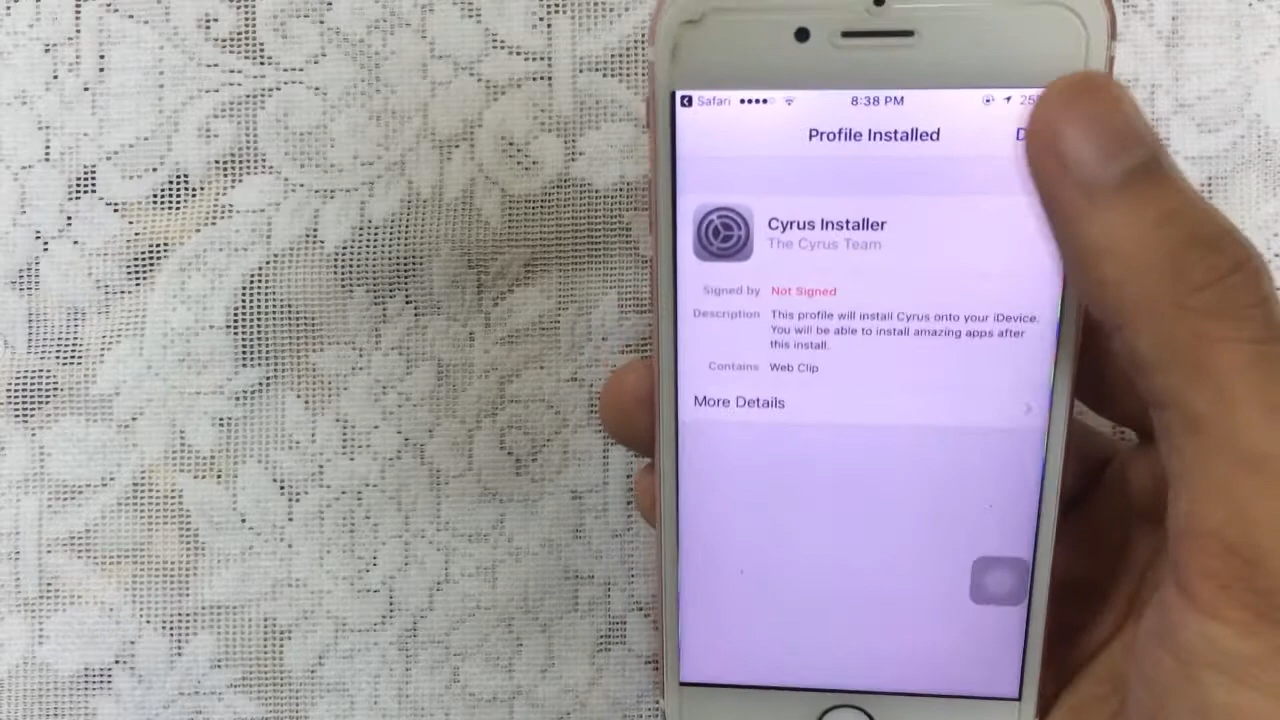 Safari 8:38 PM
Profile Installed
Cyrus Installer
The Cyrus Team
Signed by Not Signed
Description This profile will install Cyrus onto your iDevice.
You will be able to install amazing apps after
this install.
Contains Web Clip
More Details